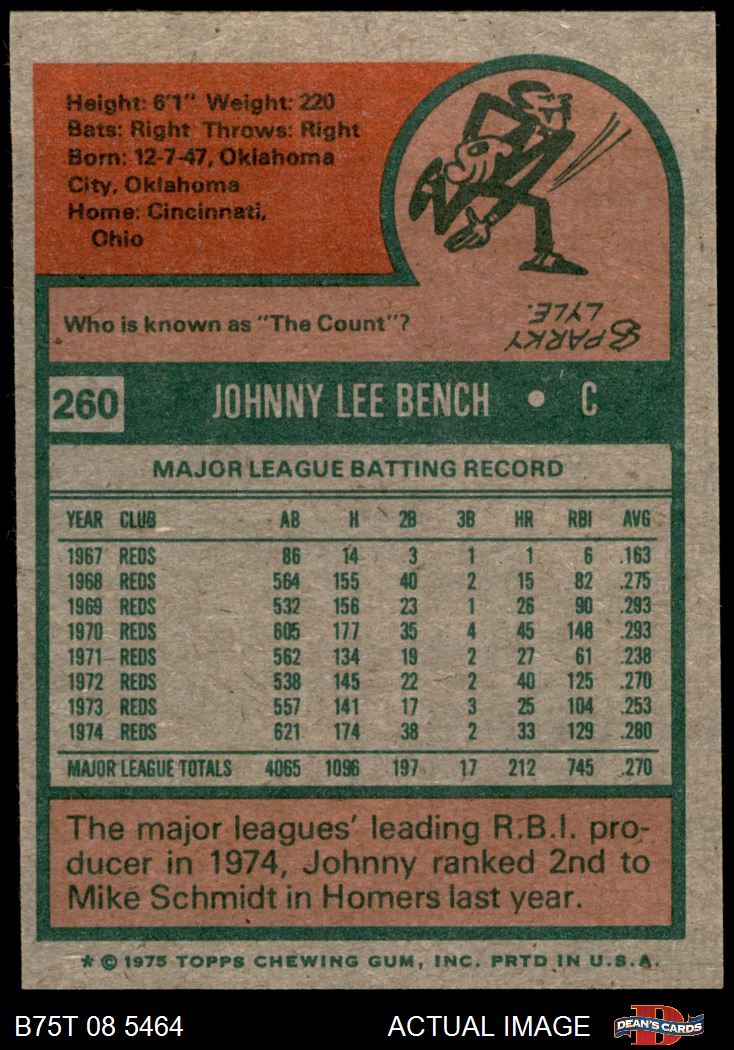 Height: 6'1" Weight: 220
Bats: Right Throws: Right
Born: 12-7-47, Oklahoma
City, Oklahoma
Home: Cincinnati,
Ohio
Who is known as "The Count"?
SPARKY
LYLE.
260 JOHNNY LEE BENCH • C
MAJOR LEAGUE BATTING RECORD
YEAR CLUB AB H 2B 3B HR RBI AVG
1967 REDS 86 14 3 1 1 6 .163
1968 REDS 564 155 40 2 15 82 .275
1969 REDS 532 156 23 1 26 90 .293
1970 REDS 605 177 35 4 45 148 .293
1971 REDS 562 134 19 2 27 61 .238
1972 REDS 538 145 22 2 40 125 .270
1973 REDS 557 141 17 3 25 104 .253
1974 REDS 621 174 38 2 33 129 .280
MAJOR LEAGUE TOTALS 4065 1096 197 17 212 745 .270
The major leagues' leading R.B.I. pro-
ducer in 1974, Johnny ranked 2nd to
Mike Schmidt in Homers last year.
* © 1975 TOPPS CHEWING GUM, INC. PRTD IN U.S.A.
B75T 08 5464 ACTUAL IMAGE D DEAN'S CARDS